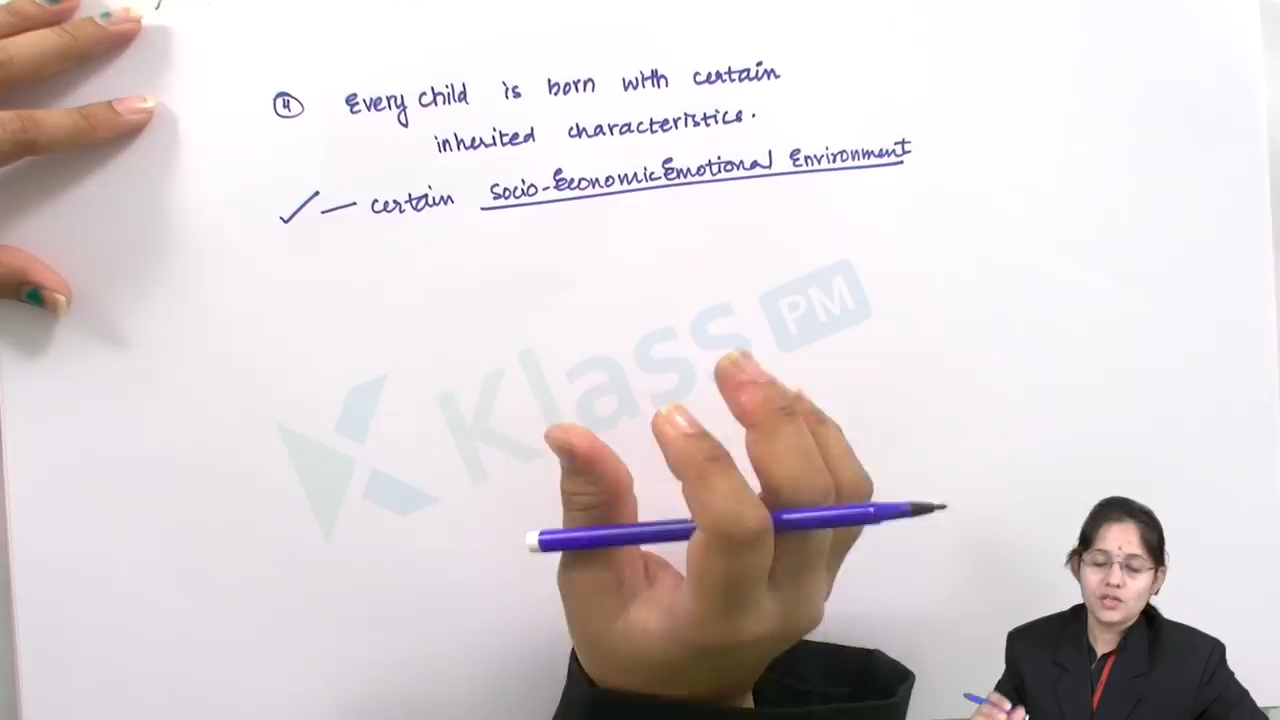 4 Every child is born with certain
inherited characteristics.
✓ — certain Socio-Economic Emotional Environment
Klass PM